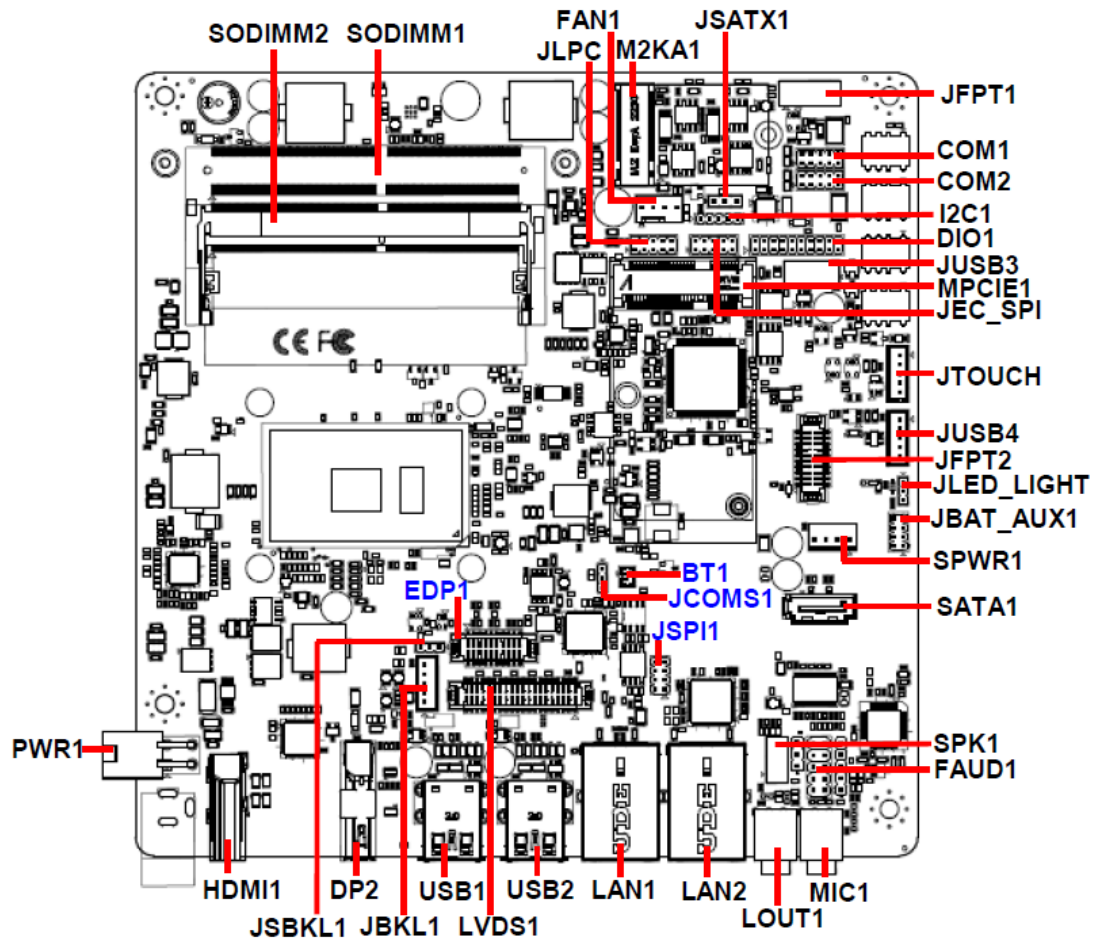 FAN1
JSATX1
SODIMM2
SODIMM1
JLPC
M2KA1
JFPT1
COM1
COM2
I2C1
DIO1
JUSB3
MPCIE1
JEC_SPI
JTOUCH
JUSB4
JFPT2
JLED_LIGHT
JBAT_AUX1
SPWR1
SATA1
BT1
JCOMS1
JSPI1
EDP1
CE FC
PWR1
SPK1
FAUD1
HDMI1
DP2
USB1
USB2
LAN1
LAN2
MIC1
LOUT1
JSBKL1
JBKL1
LVDS1